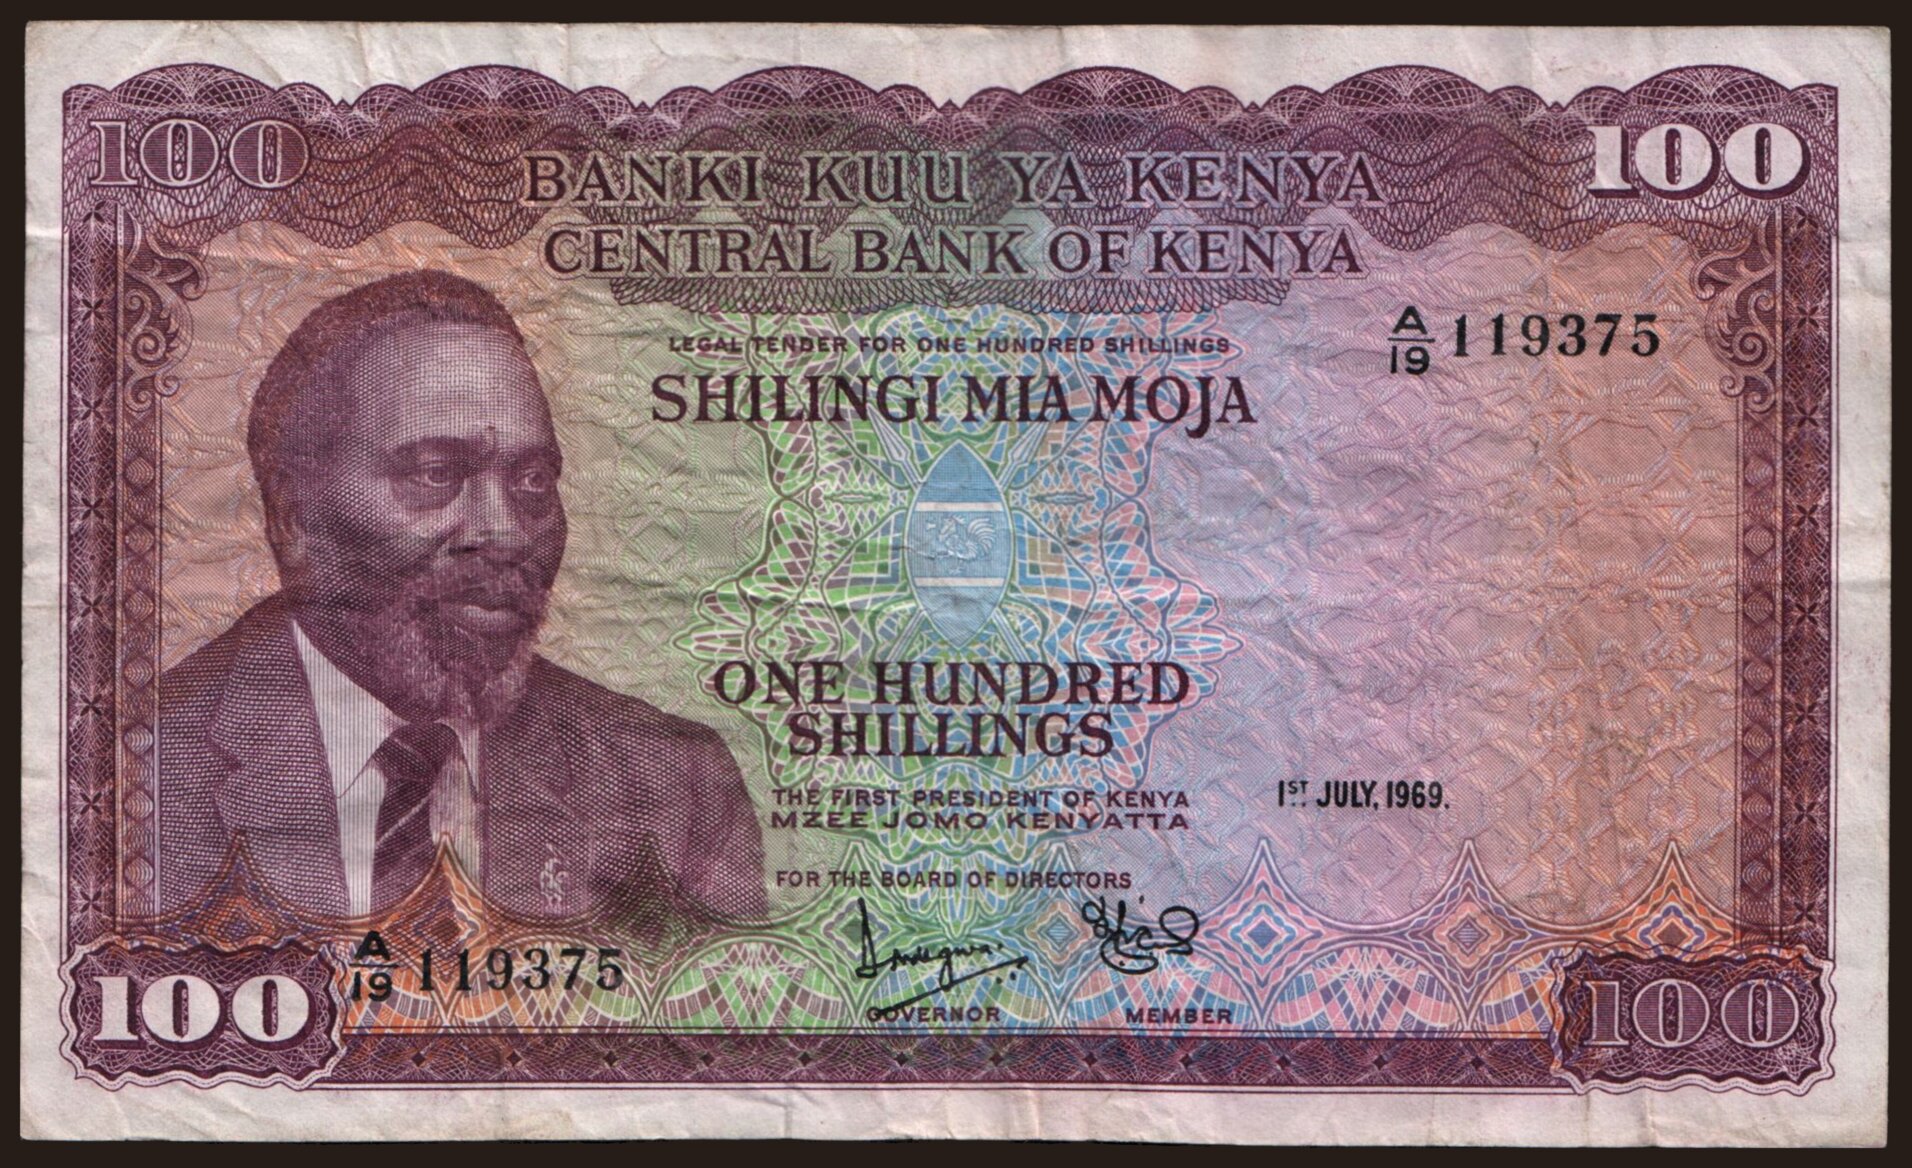 100
100
BANKI KUU YA KENYA
CENTRAL BANK OF KENYA
A/19 119375
LEGAL TENDER FOR ONE HUNDRED SHILLINGS
SHILINGI MIA MOJA
ONE HUNDRED
SHILLINGS
THE FIRST PRESIDENT OF KENYA
MZEE JOMO KENYATTA
1ST JULY, 1969.
FOR THE BOARD OF DIRECTORS
A/19 119375
GOVERNOR
MEMBER
100
100